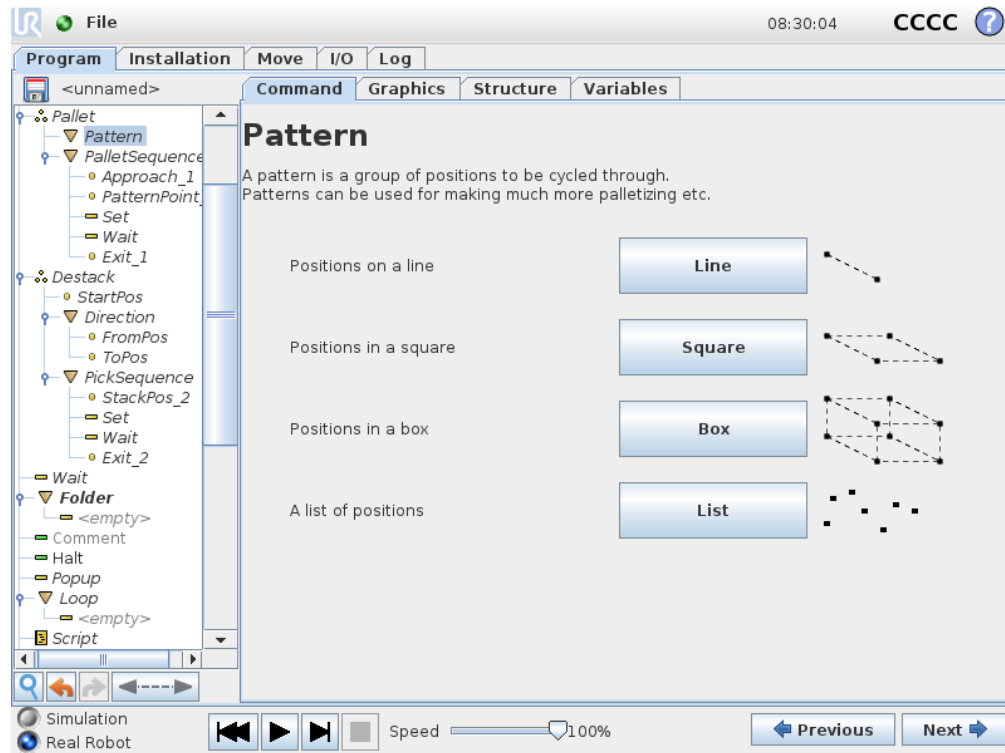 UR File 08:30:04 CCCC ?
Program Installation Move I/O Log
<unnamed> Command Graphics Structure Variables
Pallet
Pattern
PalletSequence
Approach_1
PatternPoint_
Set
Wait
Exit_1
Destack
StartPos
Direction
FromPos
ToPos
PickSequence
StackPos_2
Set
Wait
Exit_2
Wait
Folder
<empty>
Comment
Halt
Popup
Loop
<empty>
Script
Pattern
A pattern is a group of positions to be cycled through.
Patterns can be used for making much more palletizing etc.
Positions on a line Line
Positions in a square Square
Positions in a box Box
A list of positions List
Simulation
Real Robot
Speed 100%
Previous Next